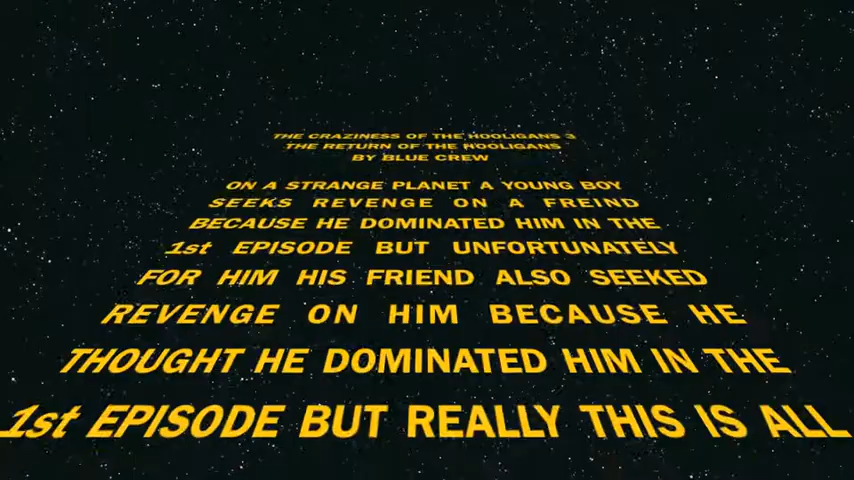 THE CRAZINESS OF THE HOOLIGANS 3
THE RETURN OF THE HOOLIGANS
BY BLUE CREW
ON A STRANGE PLANET A YOUNG BOY
SEEKS REVENGE ON A FREIND
BECAUSE HE DOMINATED HIM IN THE
1st EPISODE BUT UNFORTUNATELY
FOR HIM HIS FRIEND ALSO SEEKED
REVENGE ON HIM BECAUSE HE
THOUGHT HE DOMINATED HIM IN THE
1st EPISODE BUT REALLY THIS IS ALL